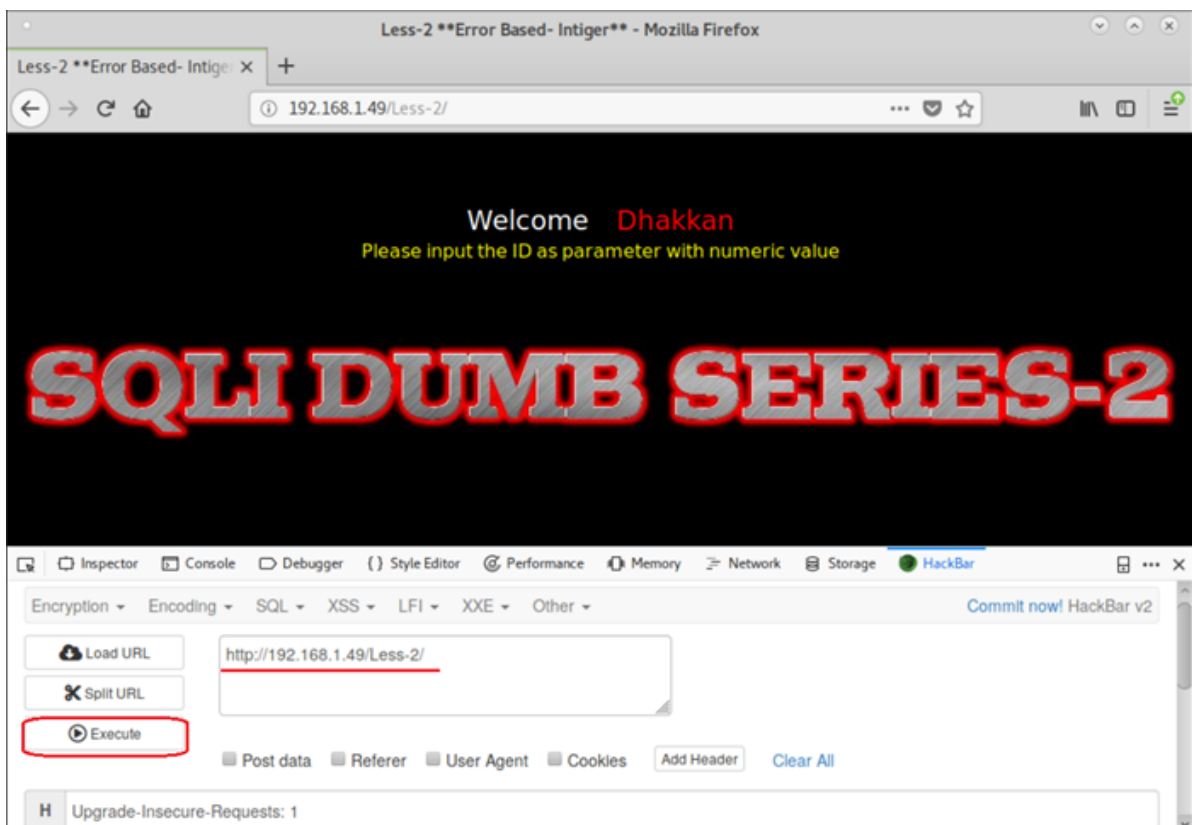 Less-2 **Error Based- Intiger** - Mozilla Firefox
Less-2 **Error Based- Intiger
192.168.1.49/Less-2/
Welcome Dhakkan
Please input the ID as parameter with numeric value
SQLI DUMB SERIES-2
Inspector Console Debugger {} Style Editor Performance Memory Network Storage HackBar
Encryption Encoding SQL XSS LFI XXE Other Commit now! HackBar v2
Load URL http://192.168.1.49/Less-2/
Split URL
Execute
Post data Referer User Agent Cookies Add Header Clear All
H Upgrade-Insecure-Requests: 1